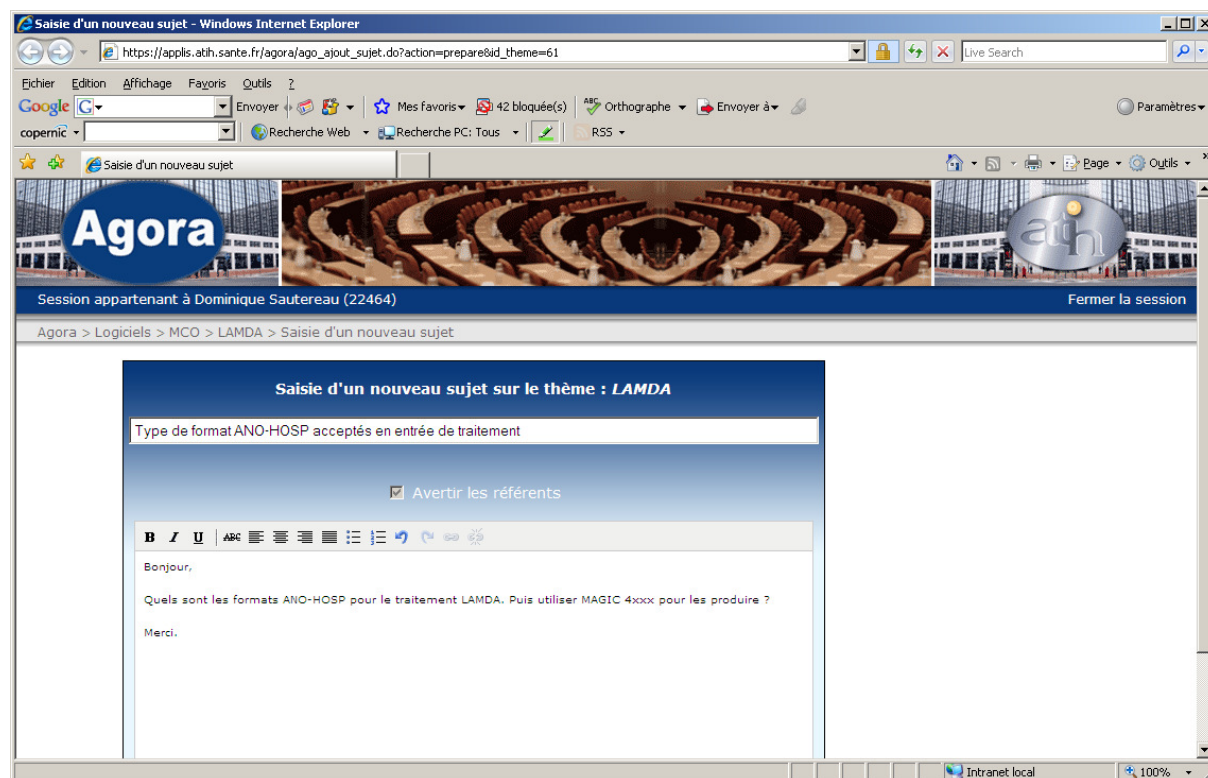 Saisie d'un nouveau sujet - Windows Internet Explorer
https://applis.atih.sante.fr/agora/ago_ajout_sujet.do?action=prepare&id_theme=61
Live Search
Fichier Edition Affichage Favoris Outils ?
Google G Envoyer Mes favoris 42 bloquée(s) ABC Orthographe Envoyer à Paramètres
copernic Recherche Web Recherche PC: Tous RSS
Saisie d'un nouveau sujet Page Outils »
Agora atih
Session appartenant à Dominique Sautereau (22464) Fermer la session
Agora > Logiciels > MCO > LAMDA > Saisie d'un nouveau sujet
Saisie d'un nouveau sujet sur le thème : LAMDA
Type de format ANO-HOSP acceptés en entrée de traitement
Avertir les référents
B I U ABC
Bonjour,
Quels sont les formats ANO-HOSP pour le traitement LAMDA. Puis utiliser MAGIC 4xxx pour les produire ?
Merci.
Intranet local 100%